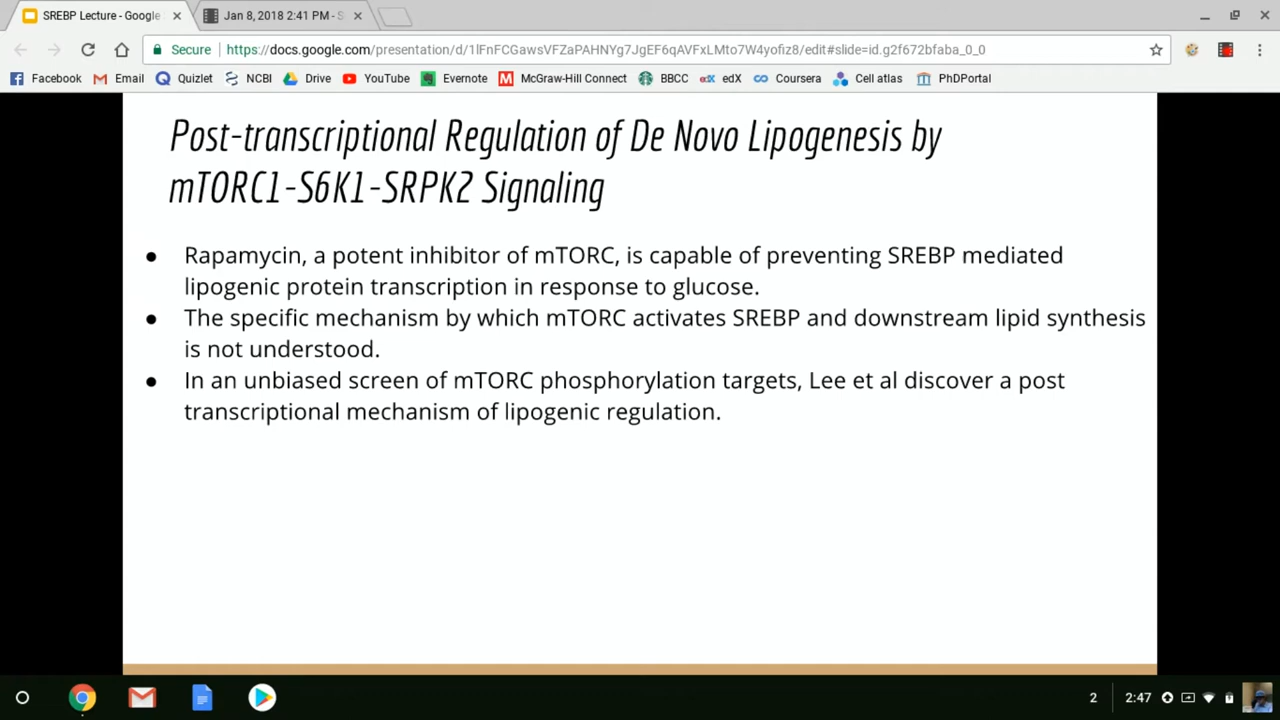 SREBP Lecture - Google
Jan 8, 2018 2:41 PM - S
Secure
https://docs.google.com/presentation/d/1lFnFCGawsVFZaPAHNYg7JgEF6qAVFxLMto7W4yofiz8/edit#slide=id.g2f672bfaba_0_0
Facebook Email Quizlet NCBI Drive YouTube Evernote McGraw-Hill Connect BBCC edX Coursera Cell atlas PhDPortal
Post-transcriptional Regulation of De Novo Lipogenesis by
mTORC1-S6K1-SRPK2 Signaling
● Rapamycin, a potent inhibitor of mTORC, is capable of preventing SREBP mediated
lipogenic protein transcription in response to glucose.
● The specific mechanism by which mTORC activates SREBP and downstream lipid synthesis
is not understood.
● In an unbiased screen of mTORC phosphorylation targets, Lee et al discover a post
transcriptional mechanism of lipogenic regulation.
2 2:47